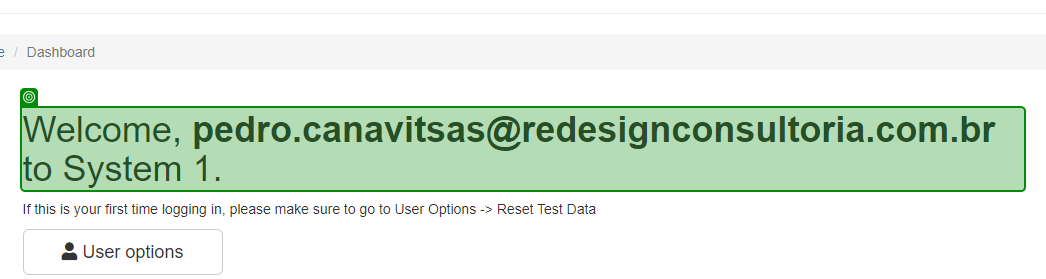 e / Dashboard
Welcome, pedro.canavitsas@redesignconsultoria.com.br
to System 1.
If this is your first time logging in, please make sure to go to User Options -> Reset Test Data
User options